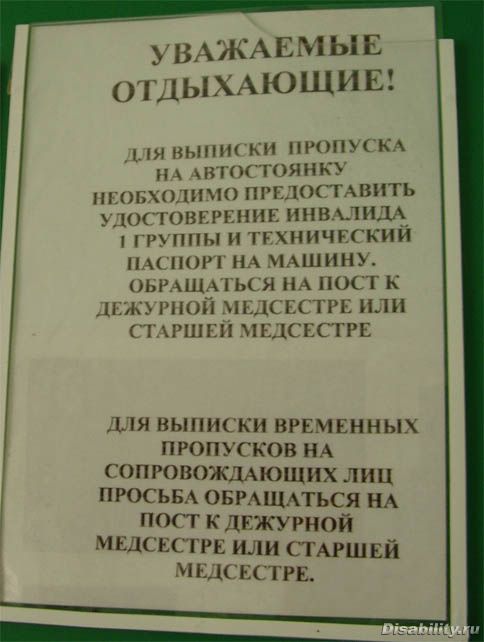 УВАЖАЕМЫЕ
ОТДЫХАЮЩИЕ!
ДЛЯ ВЫПИСКИ ПРОПУСКА
НА АВТОСТОЯНКУ
НЕОБХОДИМО ПРЕДОСТАВИТЬ
УДОСТОВЕРЕНИЕ ИНВАЛИДА
1 ГРУППЫ И ТЕХНИЧЕСКИЙ
ПАСПОРТ НА МАШИНУ.
ОБРАЩАТЬСЯ НА ПОСТ К
ДЕЖУРНОЙ МЕДСЕСТРЕ ИЛИ
СТАРШЕЙ МЕДСЕСТРЕ
ДЛЯ ВЫПИСКИ ВРЕМЕННЫХ
ПРОПУСКОВ НА
СОПРОВОЖДАЮЩИХ ЛИЦ
ПРОСЬБА ОБРАЩАТЬСЯ НА
ПОСТ К ДЕЖУРНОЙ
МЕДСЕСТРЕ ИЛИ СТАРШЕЙ
МЕДСЕСТРЕ.
Disability.ru